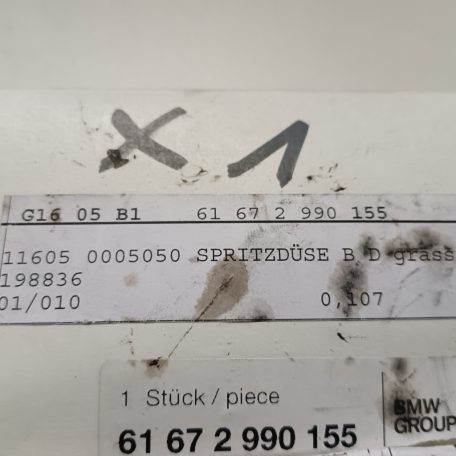 X 1
G16 05 B1 61 67 2 990 155
11605 0005050 SPRITZDÜSE B D grass
198836
01/010 0,107
1 Stück / piece
BMW
GROUP
61 67 2 990 155